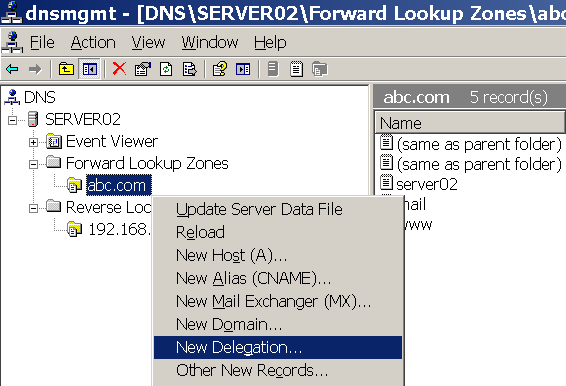 dnsmgmt - [DNS\SERVER02\Forward Lookup Zones\abc
File Action View Window Help
DNS
SERVER02
Event Viewer
Forward Lookup Zones
abc.com
Reverse Loo
192.168.
abc.com 5 record(s)
Name
(same as parent folder)
(same as parent folder)
server02
mail
www
Update Server Data File
Reload
New Host (A)...
New Alias (CNAME)...
New Mail Exchanger (MX)...
New Domain...
New Delegation...
Other New Records...